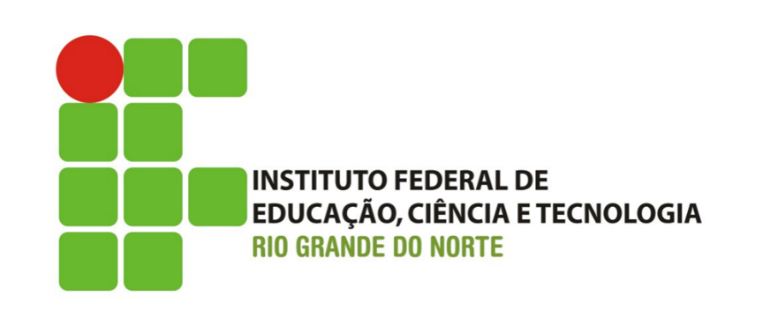 INSTITUTO FEDERAL DE
EDUCAÇÃO, CIÊNCIA E TECNOLOGIA
RIO GRANDE DO NORTE